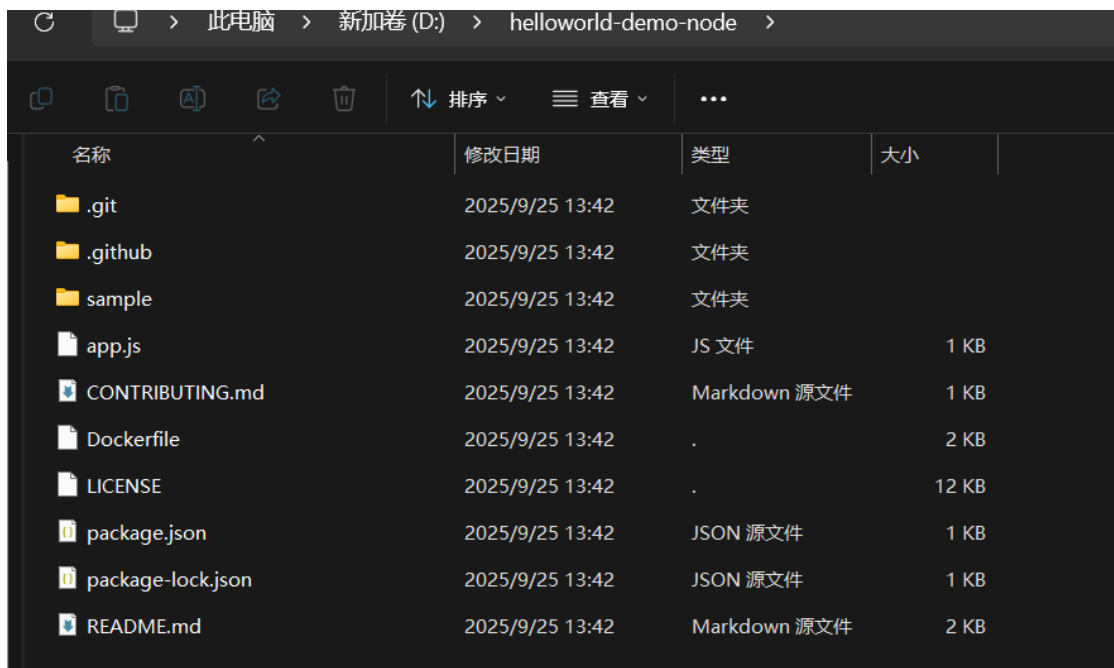 此电脑 > 新加卷 (D:) > helloworld-demo-node >
排序 查看
名称 修改日期 类型 大小
.git 2025/9/25 13:42 文件夹
.github 2025/9/25 13:42 文件夹
sample 2025/9/25 13:42 文件夹
app.js 2025/9/25 13:42 JS 文件 1 KB
CONTRIBUTING.md 2025/9/25 13:42 Markdown 源文件 1 KB
Dockerfile 2025/9/25 13:42 . 2 KB
LICENSE 2025/9/25 13:42 . 12 KB
package.json 2025/9/25 13:42 JSON 源文件 1 KB
package-lock.json 2025/9/25 13:42 JSON 源文件 1 KB
README.md 2025/9/25 13:42 Markdown 源文件 2 KB